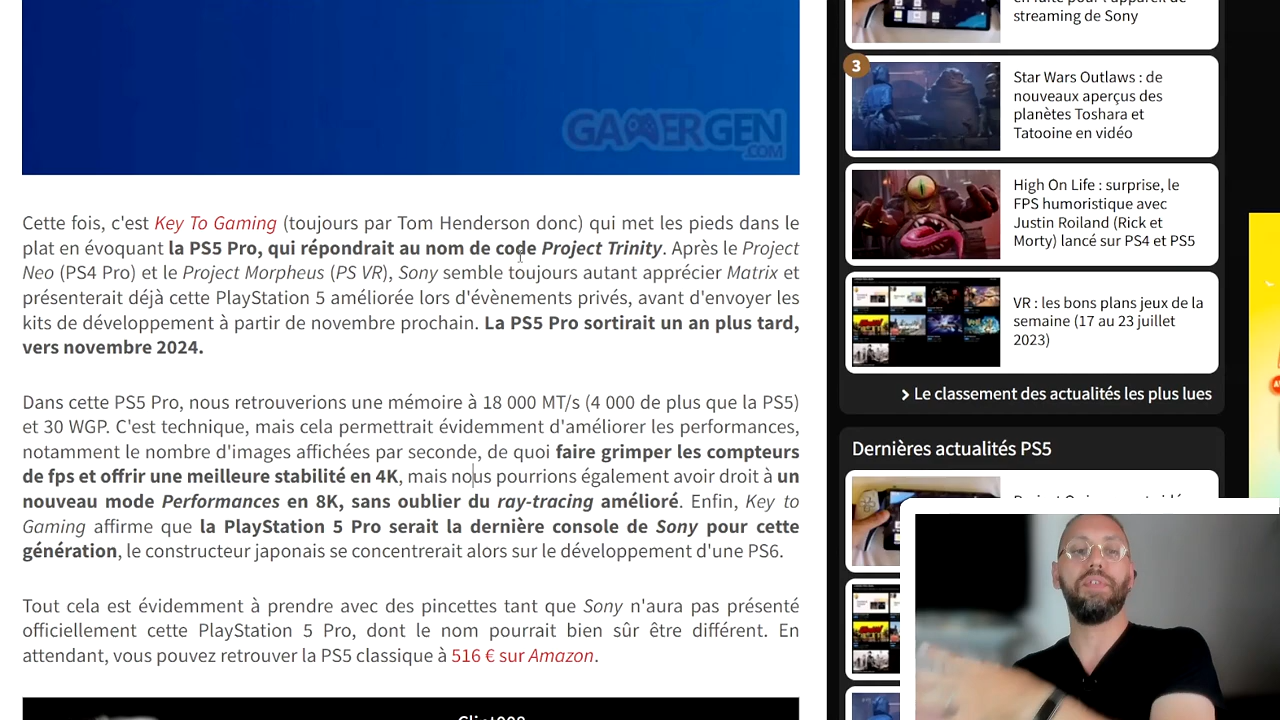 GAMERGEN
.COM
Cette fois, c'est Key To Gaming (toujours par Tom Henderson donc) qui met les pieds dans le
plat en évoquant la PS5 Pro, qui répondrait au nom de code Project Trinity. Après le Project
Neo (PS4 Pro) et le Project Morpheus (PS VR), Sony semble toujours autant apprécier Matrix et
présenterait déjà cette PlayStation 5 améliorée lors d'évènements privés, avant d'envoyer les
kits de développement à partir de novembre prochain. La PS5 Pro sortirait un an plus tard,
vers novembre 2024.
Dans cette PS5 Pro, nous retrouverions une mémoire à 18 000 MT/s (4 000 de plus que la PS5)
et 30 WGP. C'est technique, mais cela permettrait évidemment d'améliorer les performances,
notamment le nombre d'images affichées par seconde, de quoi faire grimper les compteurs
de fps et offrir une meilleure stabilité en 4K, mais nous pourrions également avoir droit à un
nouveau mode Performances en 8K, sans oublier du ray-tracing amélioré. Enfin, Key to
Gaming affirme que la PlayStation 5 Pro serait la dernière console de Sony pour cette
génération, le constructeur japonais se concentrerait alors sur le développement d'une PS6.
Tout cela est évidemment à prendre avec des pincettes tant que Sony n'aura pas présenté
officiellement cette PlayStation 5 Pro, dont le nom pourrait bien sûr être différent. En
attendant, vous pouvez retrouver la PS5 classique à 516 € sur Amazon.
streaming de Sony
3
Star Wars Outlaws : de
nouveaux aperçus des
planètes Toshara et
Tatooine en vidéo
High On Life : surprise, le
FPS humoristique avec
Justin Roiland (Rick et
Morty) lancé sur PS4 et PS5
VR : les bons plans jeux de la
semaine (17 au 23 juillet
2023)
Le classement des actualités les plus lues
Dernières actualités PS5